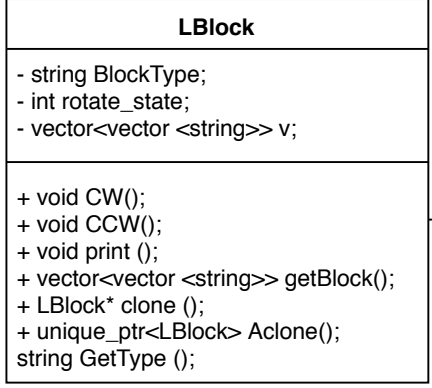 LBlock
- string BlockType;
- int rotate_state;
- vector<vector <string>> v;
+ void CW();
+ void CCW();
+ void print ();
+ vector<vector <string>> getBlock();
+ LBlock* clone ();
+ unique_ptr<LBlock> Aclone();
string GetType ();